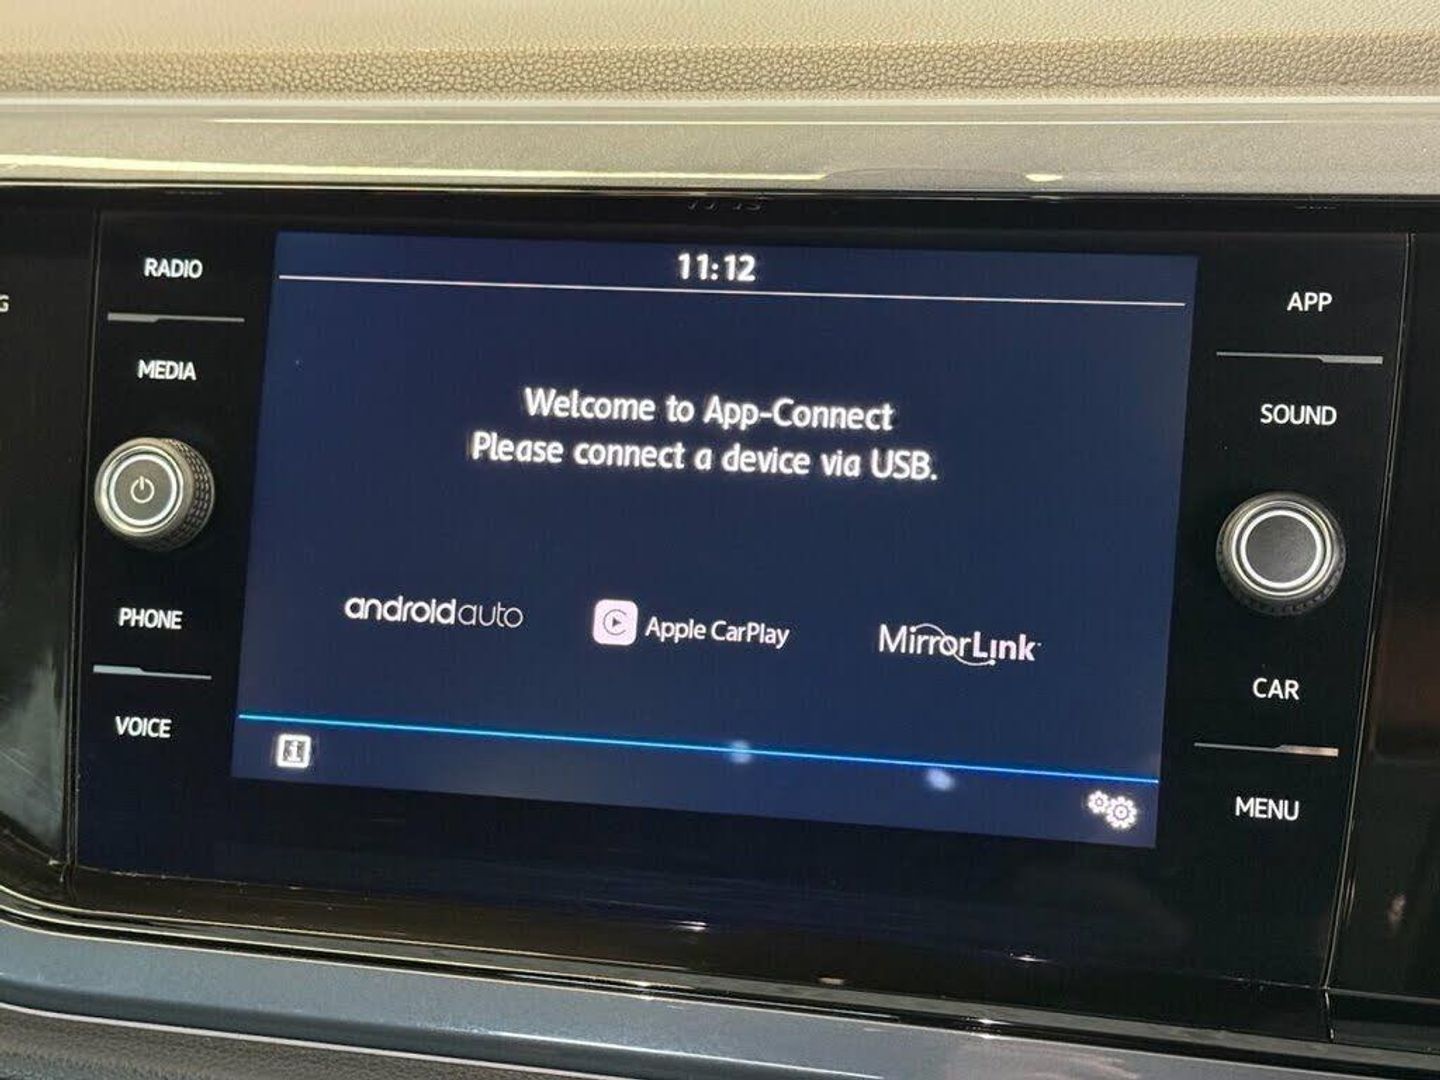 11:12
RADIO
MEDIA
PHONE
VOICE
G
Welcome to App-Connect
Please connect a device via USB.
androidauto
Apple CarPlay
MirrorLink
APP
SOUND
CAR
MENU